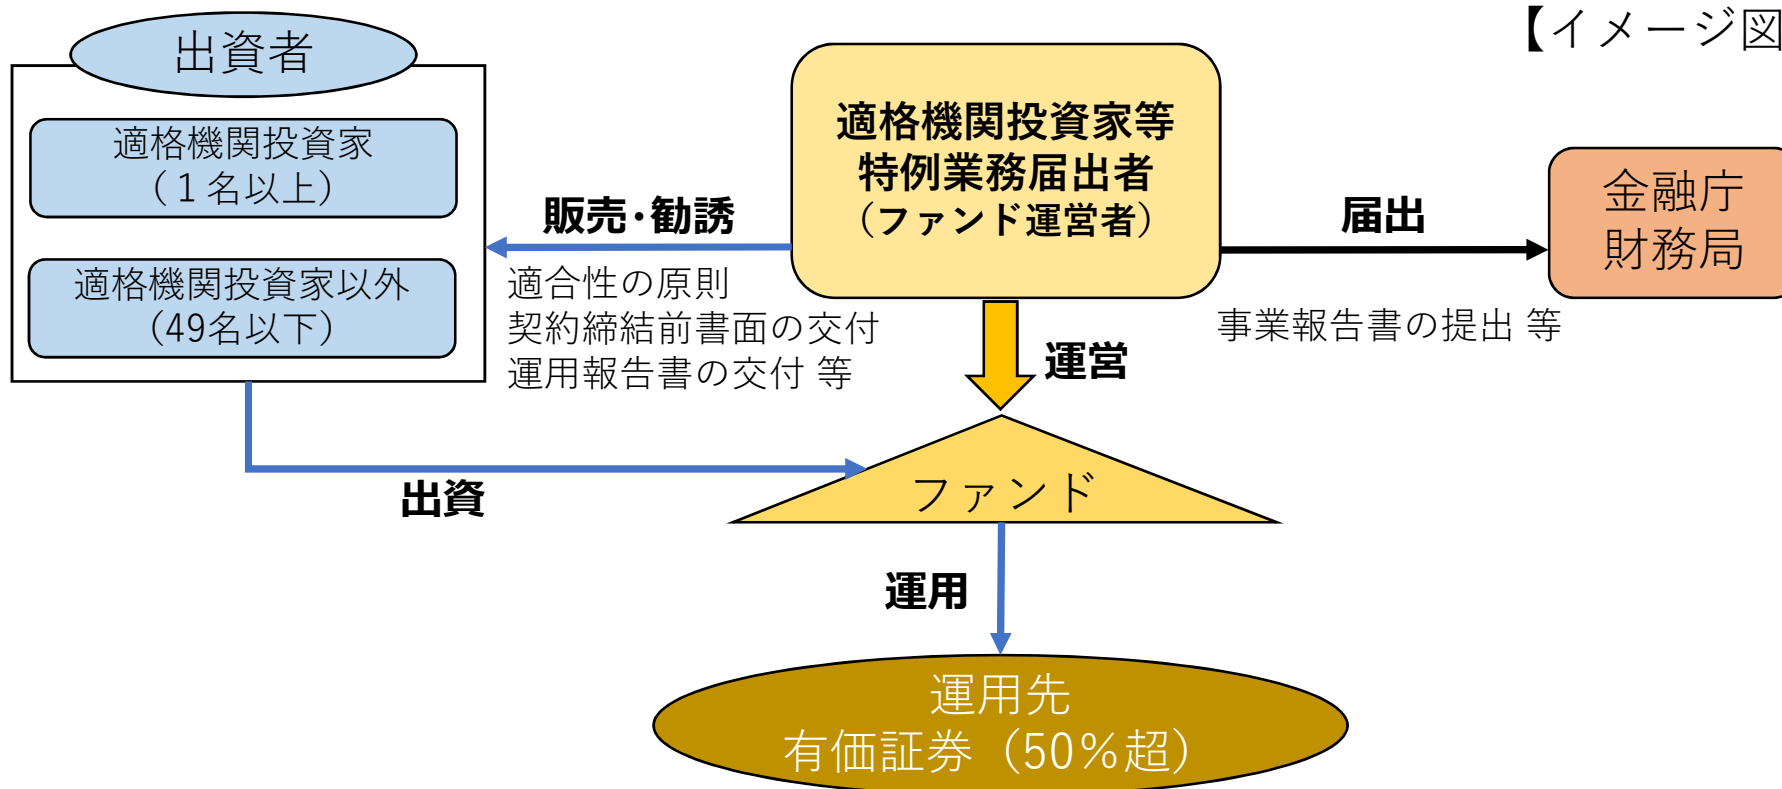 【イメージ図
出資者
適格機関投資家
（１名以上）
適格機関投資家以外
（49名以下）
販売・勧誘
適合性の原則
契約締結前書面の交付
運用報告書の交付 等
適格機関投資家等
特例業務届出者
（ファンド運営者）
届出
事業報告書の提出 等
金融庁
財務局
運営
出資
ファンド
運用
運用先
有価証券（50％超）